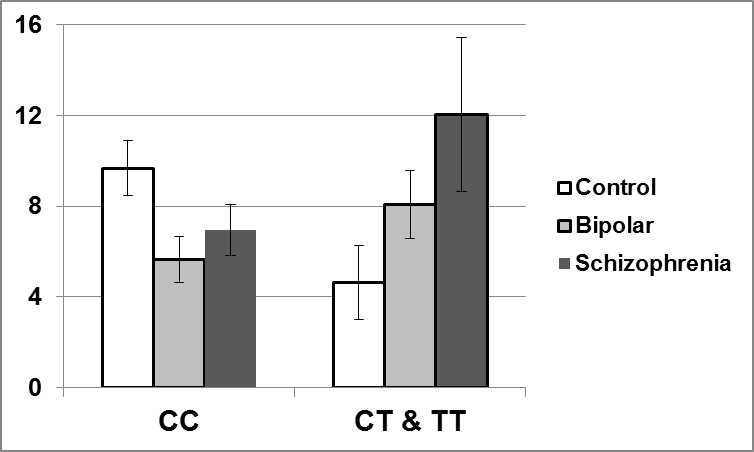 16
12
8
4
0
CC
CT & TT
Control
Bipolar
Schizophrenia